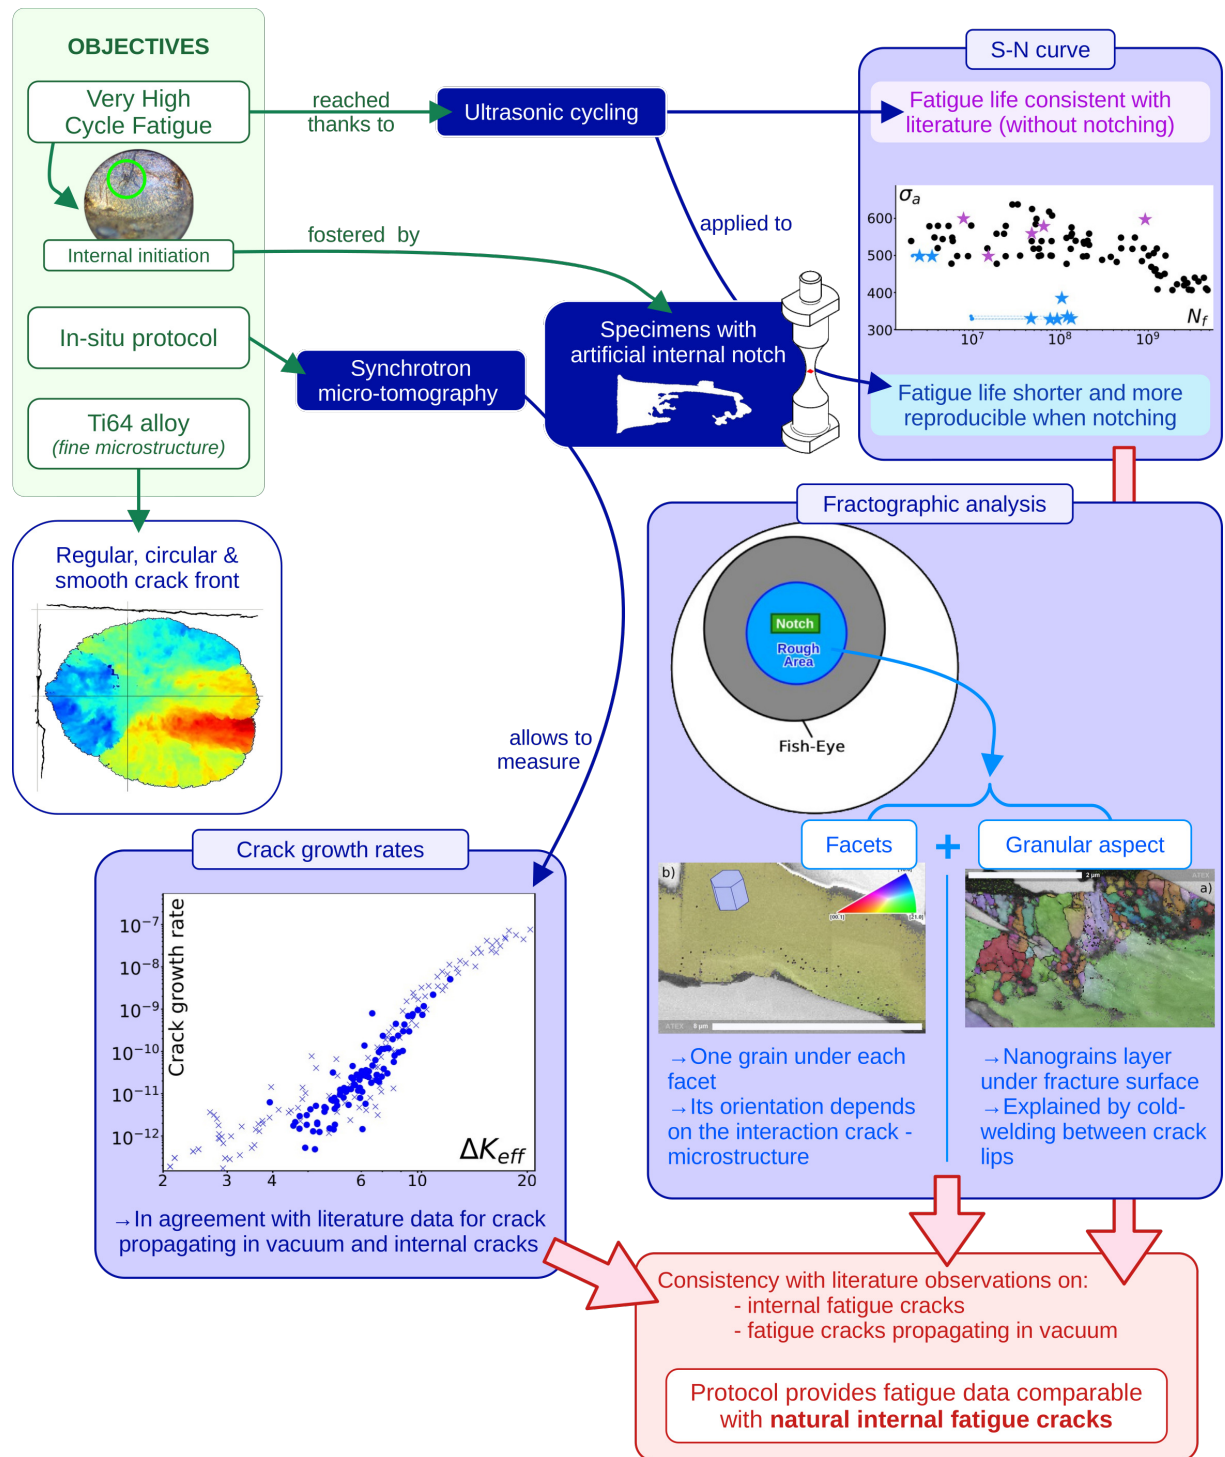 OBJECTIVES
Very High
Cycle Fatigue
Internal initiation
In-situ protocol
Ti64 alloy
(fine microstructure)
reached
thanks to
Ultrasonic cycling
fostered by
applied to
Synchrotron
micro-tomography
Specimens with
artificial internal notch
S-N curve
Fatigue life consistent with
literature (without notching)
σa
600
500
400
300
10⁷
10⁸
10⁹
Nf
Fatigue life shorter and more
reproducible when notching
Regular, circular &
smooth crack front
allows to
measure
Fractographic analysis
Notch
Rough
Area
Fish-Eye
Facets
+
Granular aspect
b)
[00.1]
ATEX
8 µm
2 µm
ATEX
a)
→One grain under each
facet
→Its orientation depends
on the interaction crack -
microstructure
→Nanograins layer
under fracture surface
→Explained by cold-
welding between crack
lips
Crack growth rates
Crack growth rate
10⁻⁷
10⁻⁸
10⁻⁹
10⁻¹⁰
10⁻¹¹
10⁻¹²
ΔKeff
2
3
4
6
10
20
→In agreement with literature data for crack
propagating in vacuum and internal cracks
Consistency with literature observations on:
- internal fatigue cracks
- fatigue cracks propagating in vacuum
Protocol provides fatigue data comparable
with natural internal fatigue cracks